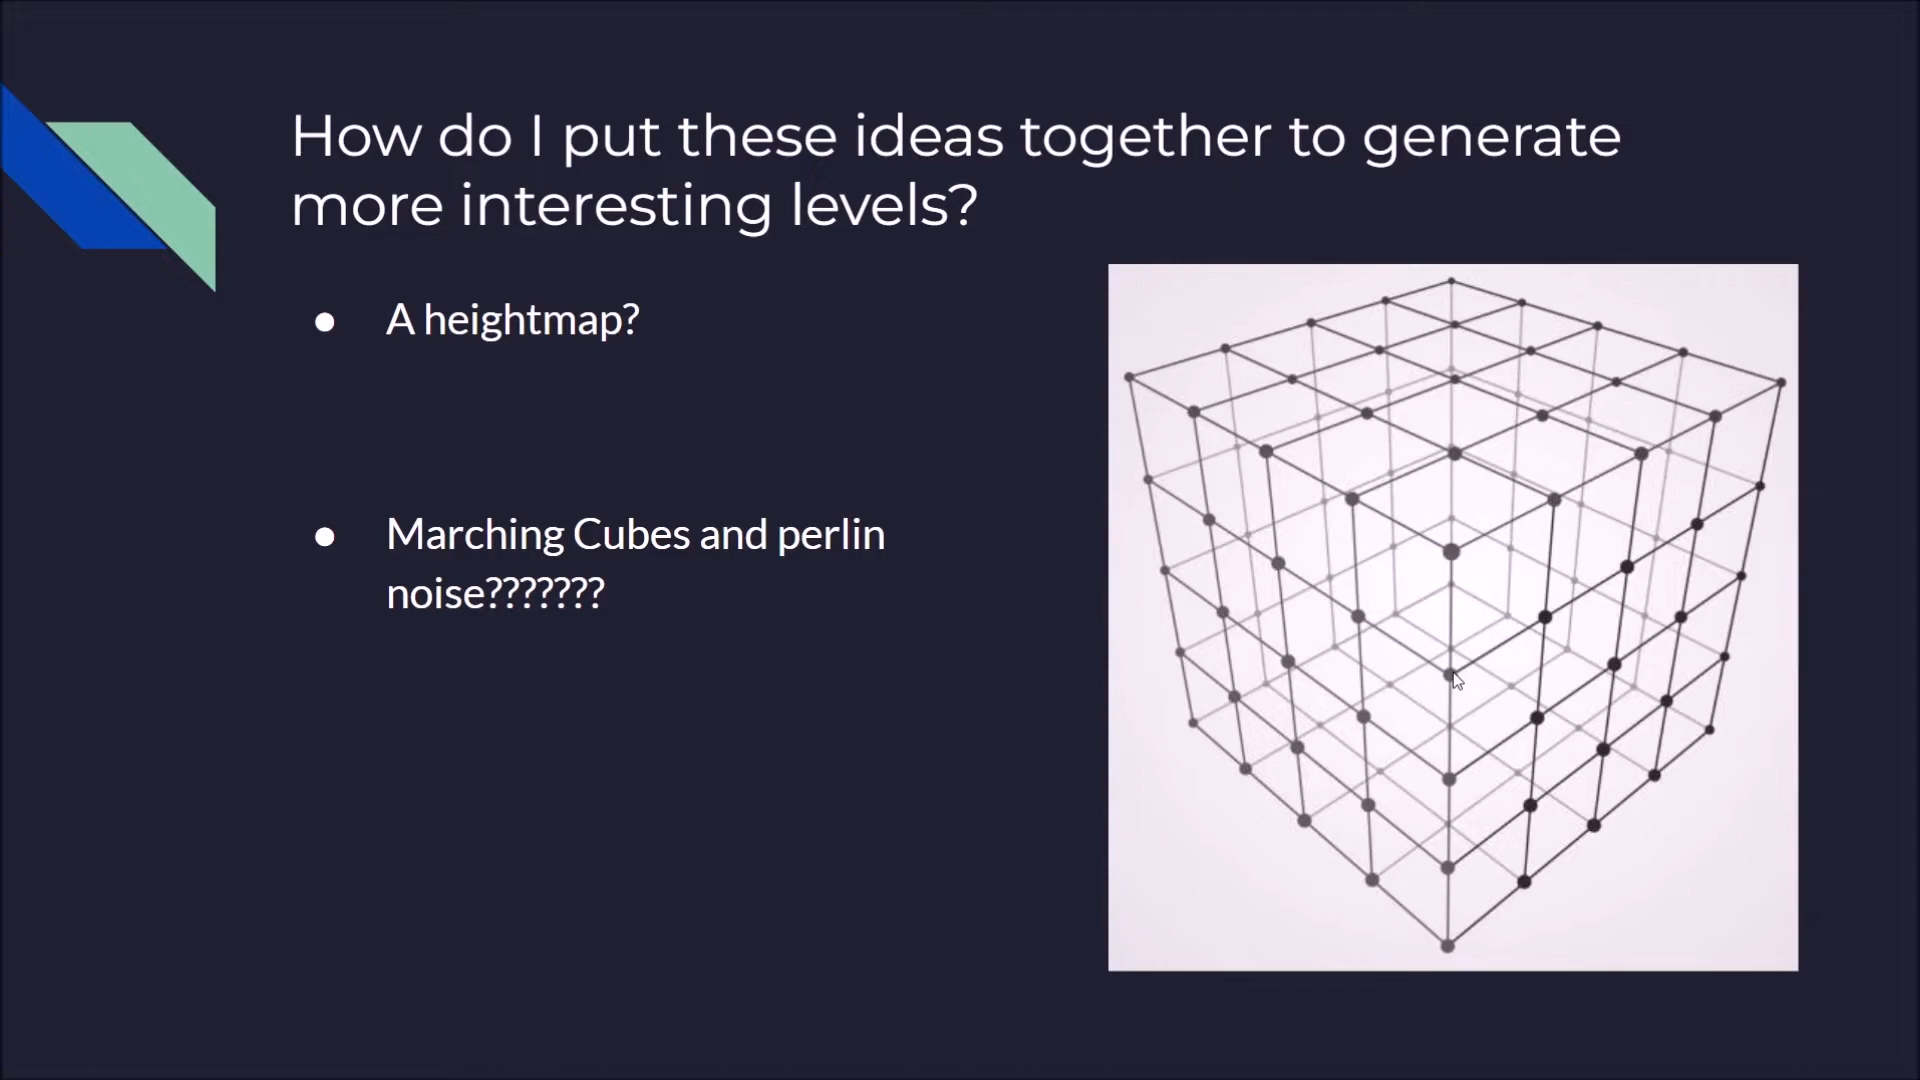 How do I put these ideas together to generate
more interesting levels?
● A heightmap?
● Marching Cubes and perlin
noise???????